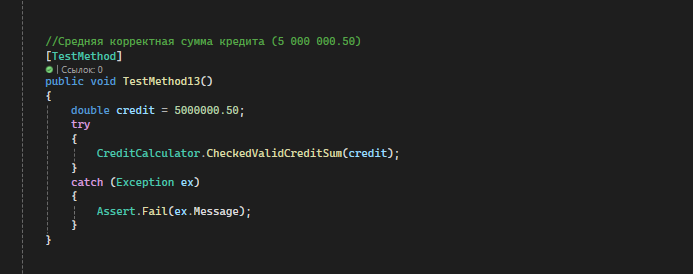 //Средняя корректная сумма кредита (5 000 000.50)
[TestMethod]
| Ссылок: 0
public void TestMethod13()
{
double credit = 5000000.50;
try
{
CreditCalculator.CheckedValidCreditSum(credit);
}
catch (Exception ex)
{
Assert.Fail(ex.Message);
}
}